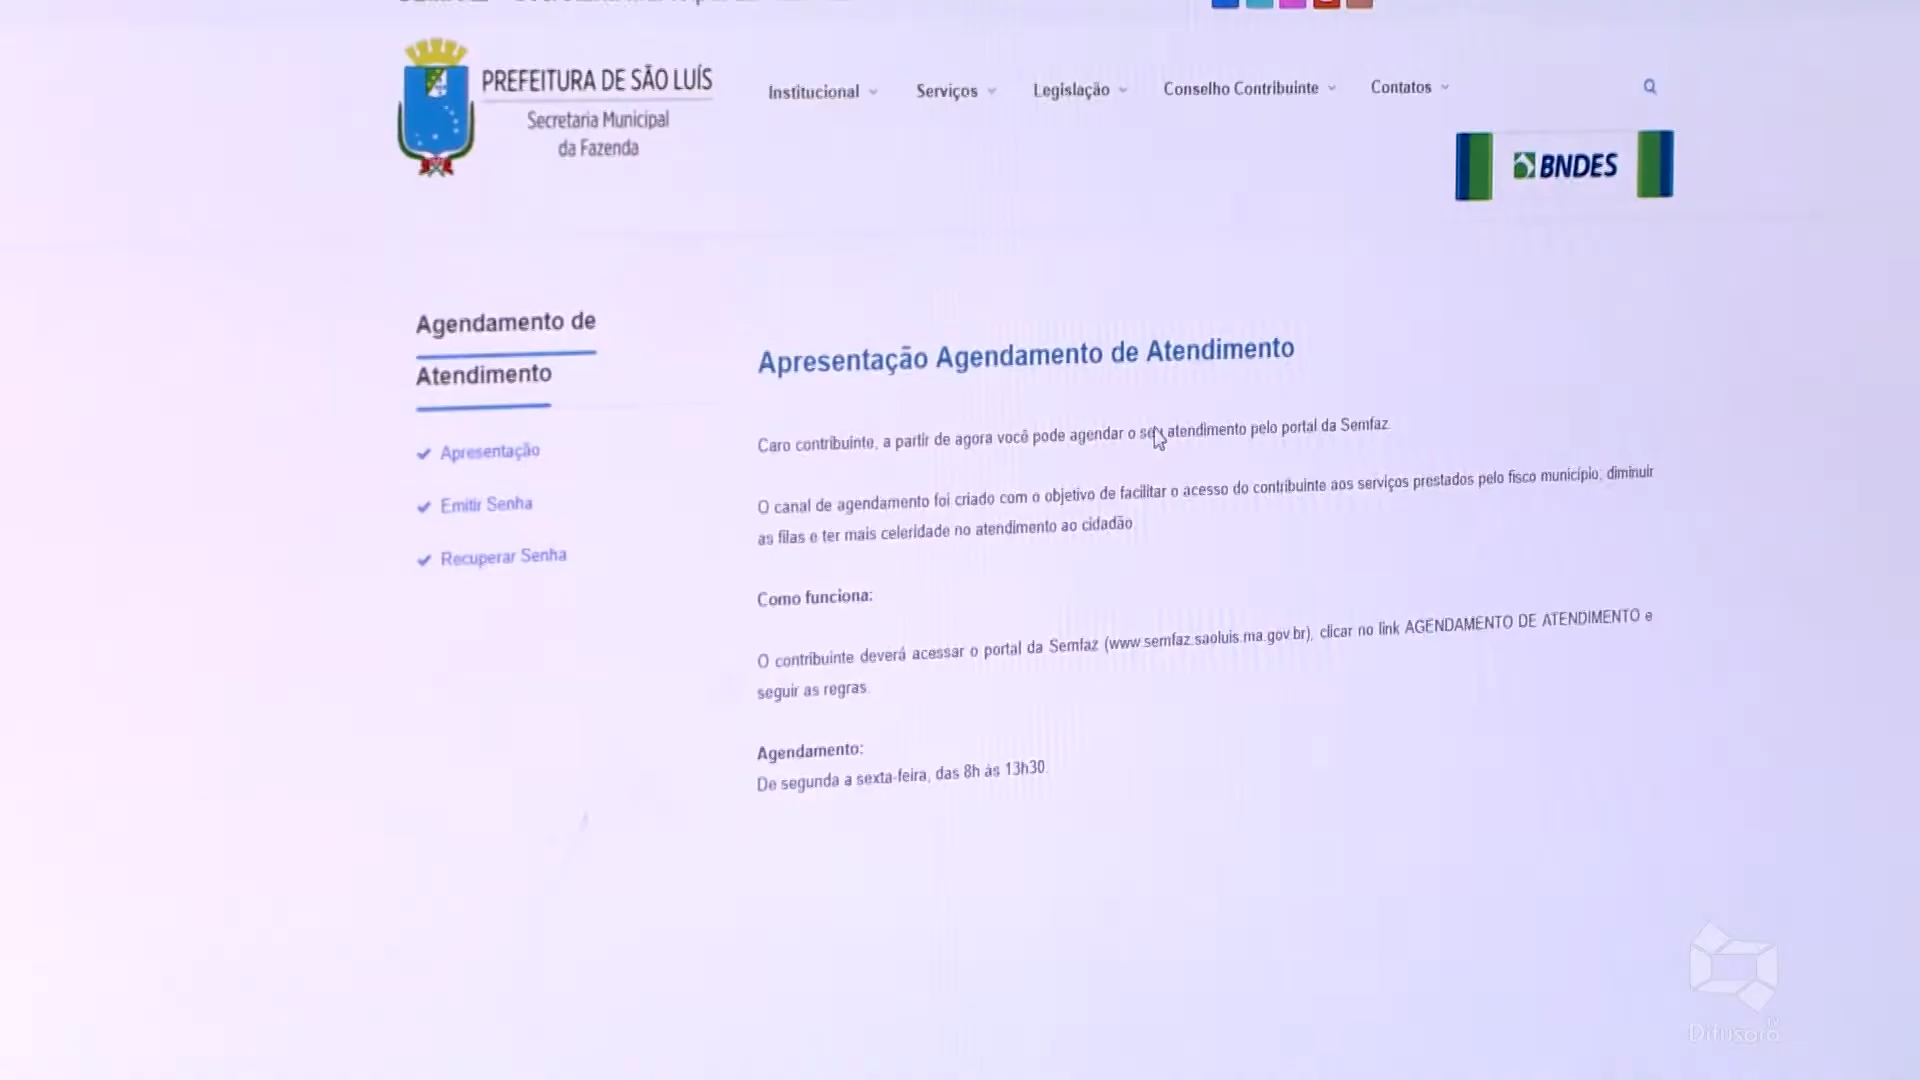 PREFEITURA DE SÃO LUÍS
Secretaria Municipal
da Fazenda
Institucional
Serviços
Legislação
Conselho Contribuinte
Contatos
BNDES
Agendamento de
Atendimento
Apresentação
Emitir Senha
Recuperar Senha
Apresentação Agendamento de Atendimento
Caro contribuinte, a partir de agora você pode agendar o seu atendimento pelo portal da Semfaz.
O canal de agendamento foi criado com o objetivo de facilitar o acesso do contribuinte aos serviços prestados pelo fisco município, diminuir
as filas e ter mais celeridade no atendimento ao cidadão.
Como funciona:
O contribuinte deverá acessar o portal da Semfaz (www.semfaz.saoluis.ma.gov.br), clicar no link AGENDAMENTO DE ATENDIMENTO e
seguir as regras.
Agendamento:
De segunda a sexta-feira, das 8h ás 13h30.
TV
Difusora